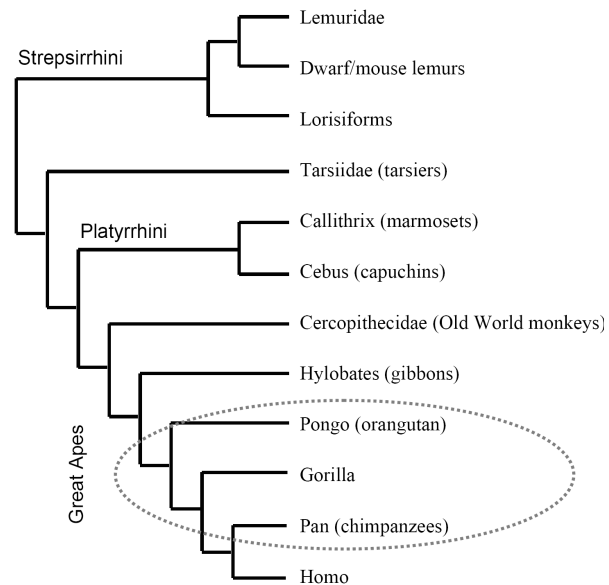 Lemuridae
Strepsirrhini
Dwarf/mouse lemurs
Lorisiforms
Tarsiidae (tarsiers)
Callithrix (marmosets)
Platyrrhini
Cebus (capuchins)
Cercopithecidae (Old World monkeys)
Hylobates (gibbons)
Great Apes
Pongo (orangutan)
Gorilla
Pan (chimpanzees)
Homo